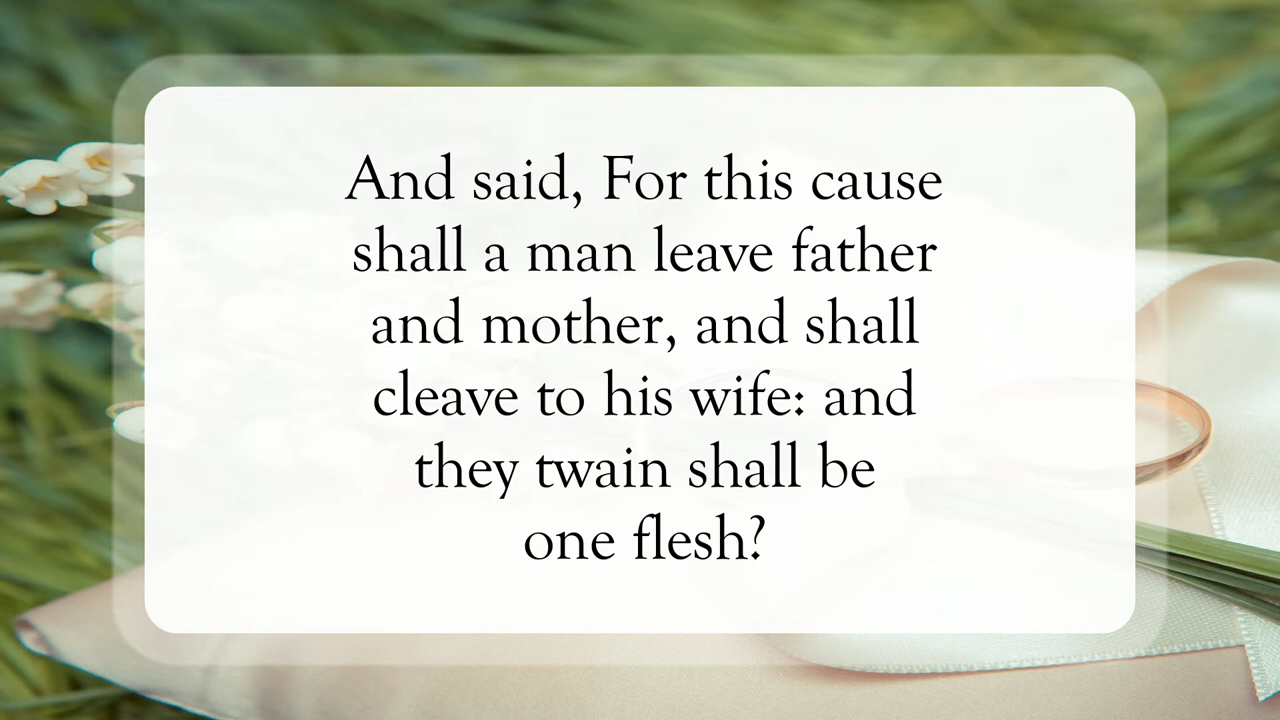 And said, For this cause
shall a man leave father
and mother, and shall
cleave to his wife: and
they twain shall be
one flesh?